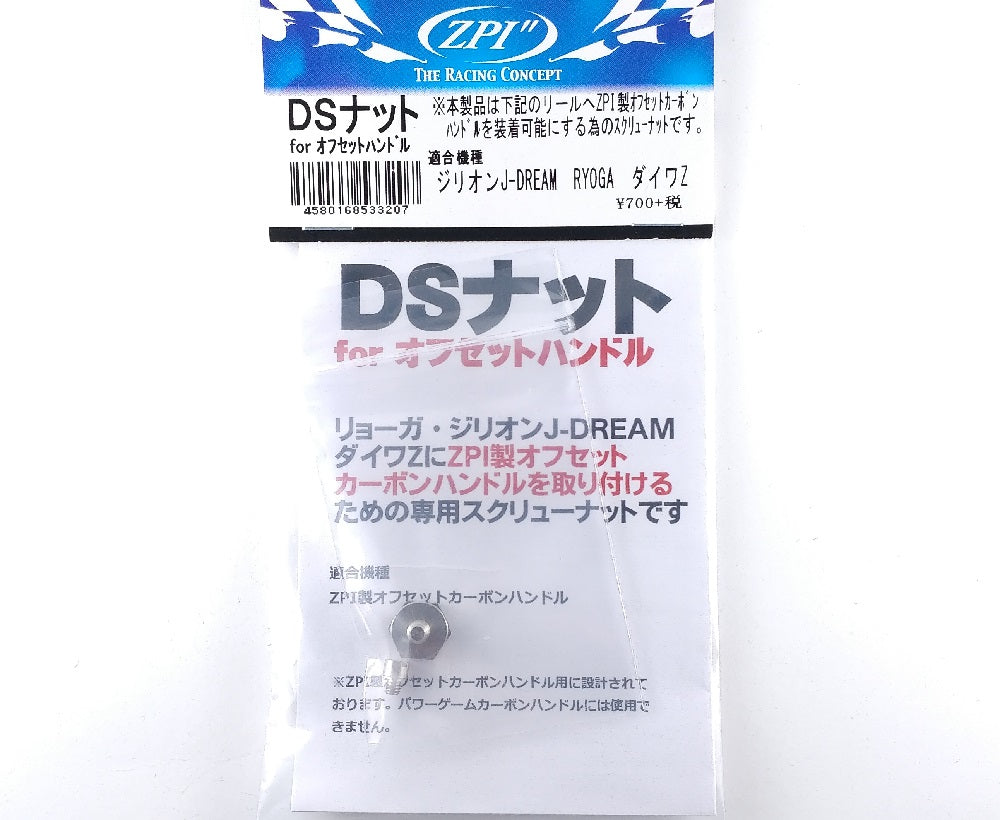 ZPI"
THE RACING CONCEPT
DSナット
for オフセットハンドル
※本製品は下記のリールへZPI製オフセットカーボン
ハンドルを装着可能にする為のスクリューナットです。
適合機種
ジリオンJ-DREAM RYOGA ダイワZ
¥700+税
4580168533207
DSナット
for オフセットハンドル
リョーガ・ジリオンJ-DREAM
ダイワZにZPI製オフセット
カーボンハンドルを取り付ける
ための専用スクリューナットです
適合機種
ZPI製オフセットカーボンハンドル
※ZPI製オフセットカーボンハンドル用に設計されて
おります。パワーゲームカーボンハンドルには使用で
きません。